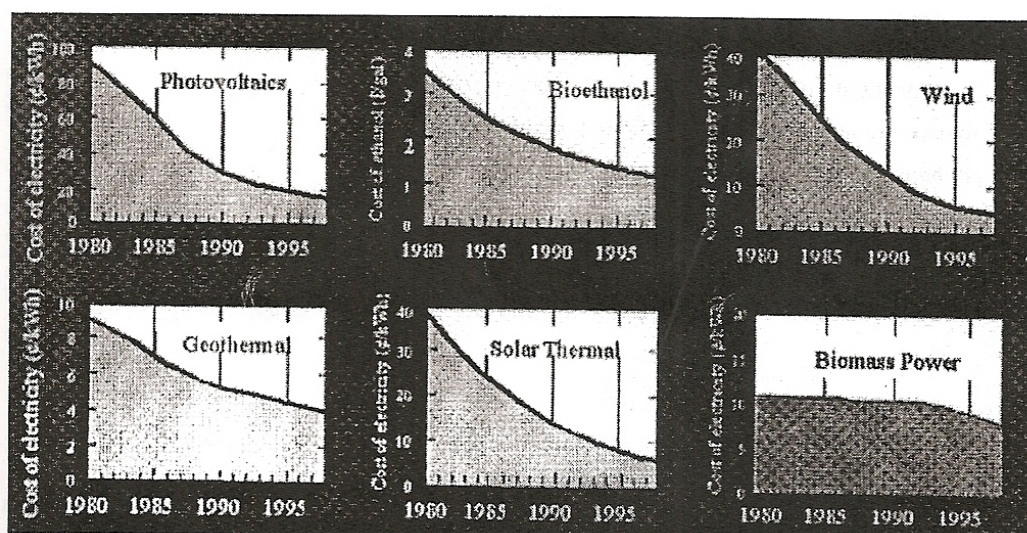 Cost of electricity (¢/kWh)
100
80
60
40
20
0
Photovoltaics
1980 1985 1990 1995
Cost of ethanol ($/gal)
4
3
2
1
0
Bioethanol
1980 1985 1990 1995
Cost of electricity (¢/kWh)
40
30
20
10
0
Wind
1980 1985 1990 1995
Cost of electricity (¢/kWh)
10
8
6
4
2
0
Geothermal
1980 1985 1990 1995
Cost of electricity (¢/kWh)
40
30
20
10
0
Solar Thermal
1980 1985 1990 1995
Cost of electricity (¢/kWh)
20
15
10
5
0
Biomass Power
1980 1985 1990 1995